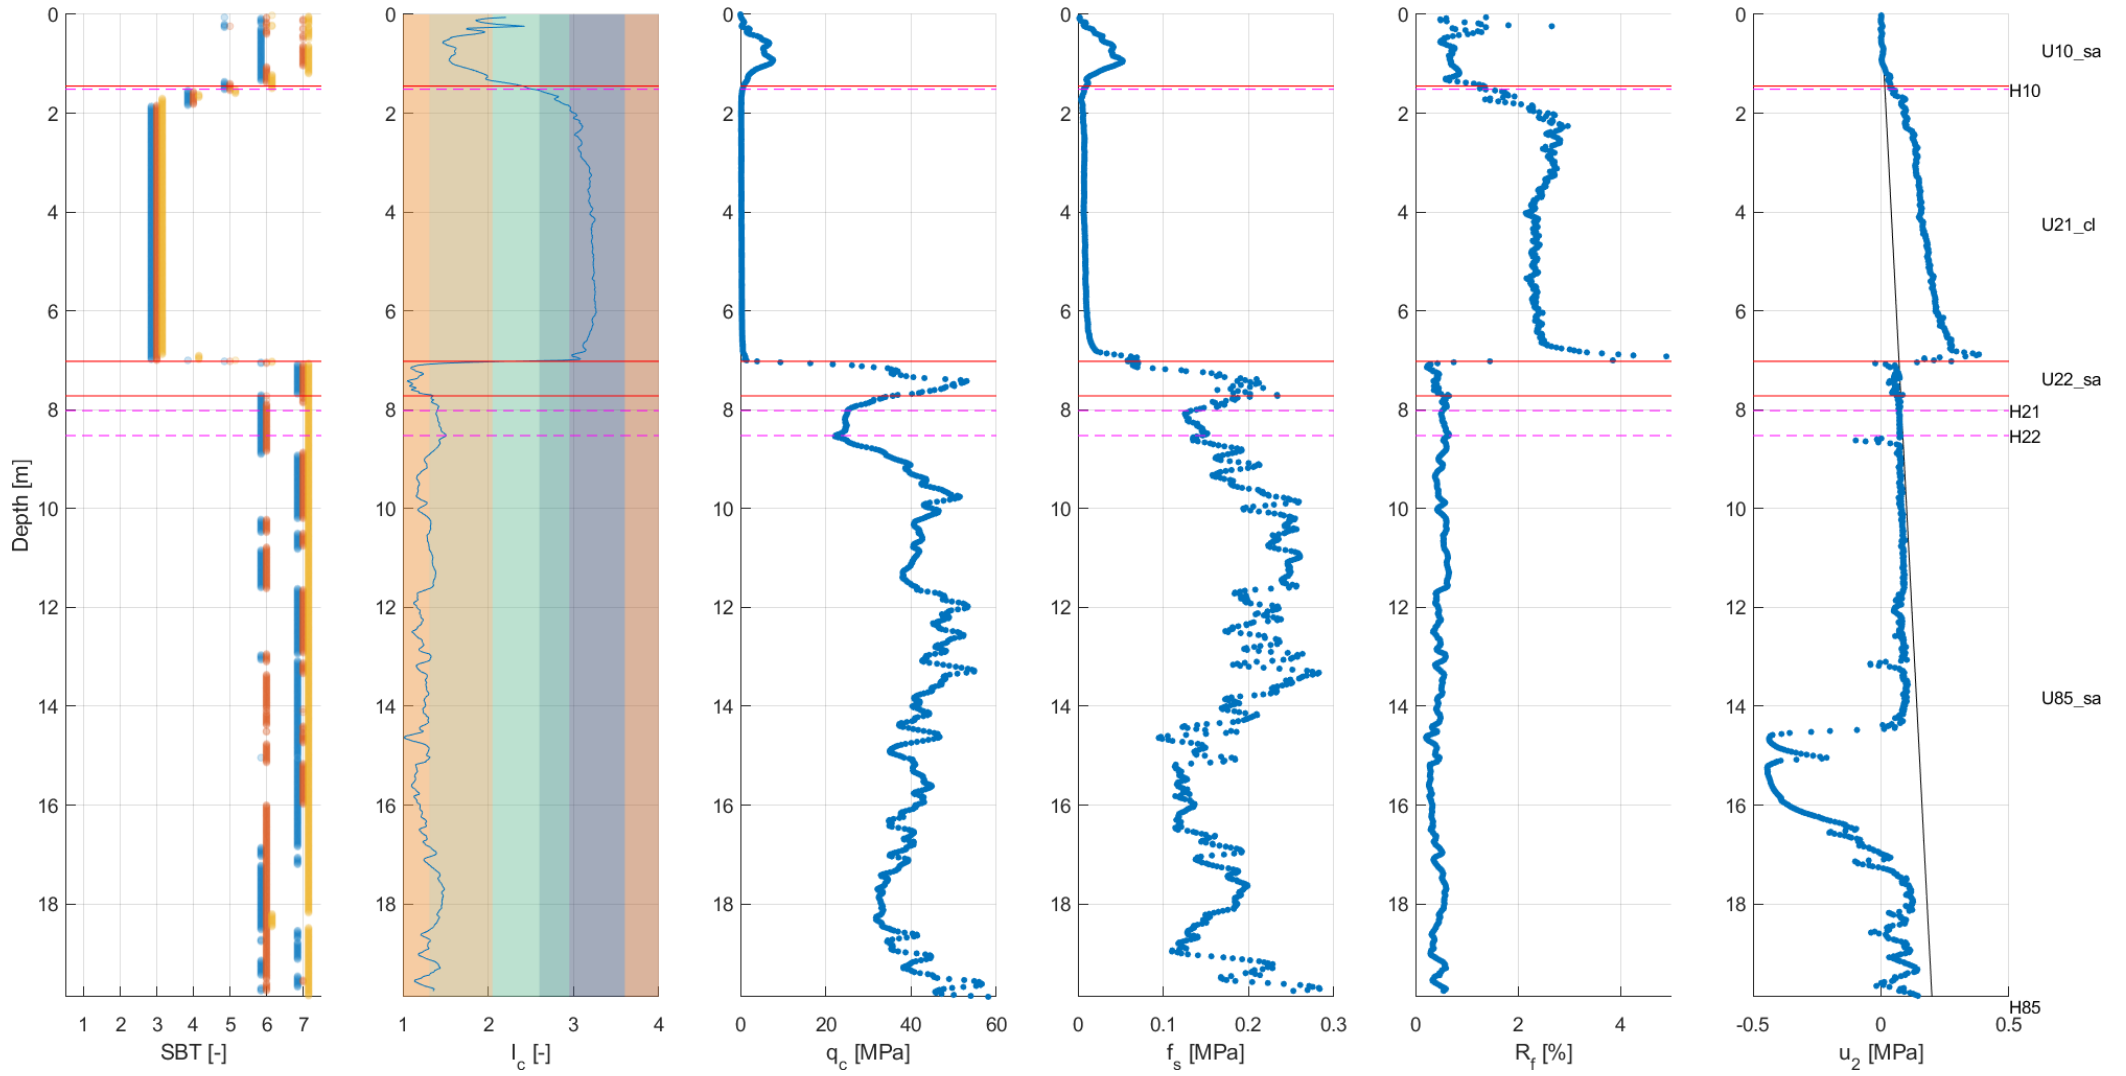 0 0 0 0 0 0
U10_sa
H10
2 2 2 2 2 2
4 4 4 4 4 4
U21_cl
6 6 6 6 6 6
U22_sa
8 8 8 8 8 8
H21
H22
Depth [m]
10 10 10 10 10 10
12 12 12 12 12 12
14 14 14 14 14 14
U85_sa
16 16 16 16 16 16
18 18 18 18 18 18
H85
1 2 3 4 5 6 7 1 2 3 4 0 20 40 60 0 0.1 0.2 0.3 0 2 4 -0.5 0 0.5
SBT [-] I_c [-] q_c [MPa] f_s [MPa] R_f [%] u_2 [MPa]